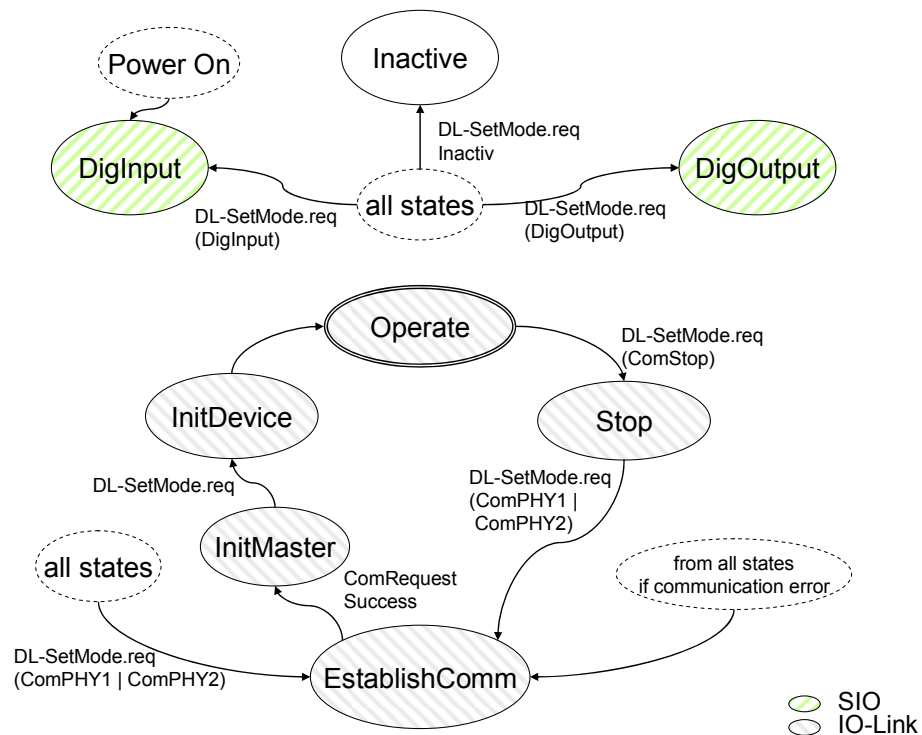 Power On
Inactive
DL-SetMode.req
Inactiv
DigInput
DigOutput
all states
DL-SetMode.req
(DigInput)
DL-SetMode.req
(DigOutput)
Operate
DL-SetMode.req
(ComStop)
InitDevice
Stop
DL-SetMode.req
DL-SetMode.req
(ComPHY1 |
ComPHY2)
InitMaster
all states
from all states
if communication error
ComRequest
Success
DL-SetMode.req
(ComPHY1 | ComPHY2)
EstablishComm
SIO
IO-Link